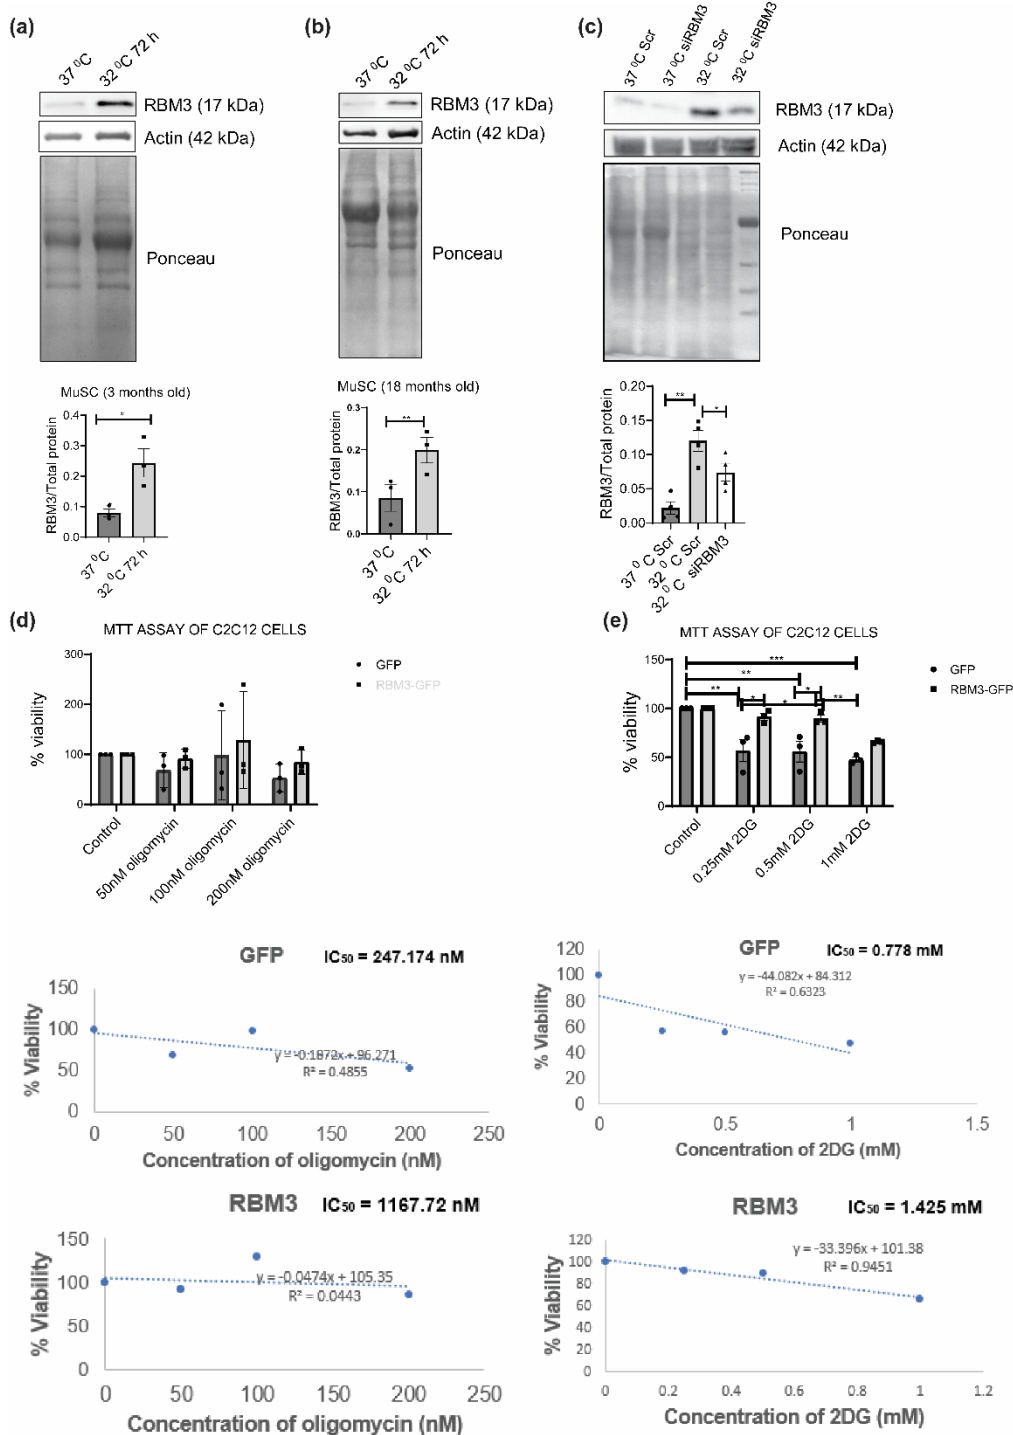 (a)
37 ⁰C
32 ⁰C 72 h
RBM3 (17 kDa)
Actin (42 kDa)
Ponceau
MuSC (3 months old)
RBM3/Total protein
0.4
0.3
0.2
0.1
0.0
*
37 ⁰C
32 ⁰C 72 h
(b)
37 ⁰C
32 ⁰C 72 h
RBM3 (17 kDa)
Actin (42 kDa)
Ponceau
MuSC (18 months old)
RBM3/Total protein
0.3
0.2
0.1
0.0
**
37 ⁰C
32 ⁰C 72 h
(c)
37 ⁰C Scr
37 ⁰C siRBM3
32 ⁰C Scr
32 ⁰C siRBM3
RBM3 (17 kDa)
Actin (42 kDa)
Ponceau
RBM3/Total protein
0.20
0.15
0.10
0.05
0.00
**
*
37 ⁰ C Scr
32 ⁰ C Scr
32 ⁰ C siRBM3
(d)
MTT ASSAY OF C2C12 CELLS
% viability
300
200
100
0
GFP
RBM3-GFP
Control
50nM oligomycin
100nM oligomycin
200nM oligomycin
(e)
MTT ASSAY OF C2C12 CELLS
% viability
150
100
50
0
***
**
** * * * **
GFP
RBM3-GFP
Control
0.25mM 2DG
0.5mM 2DG
1mM 2DG
GFP IC₅₀ = 247.174 nM
% Viability
150
100
50
0
y = -0.1872x + 96.271
R² = 0.4855
0 50 100 150 200 250
Concentration of oligomycin (nM)
GFP IC₅₀ = 0.778 mM
y = -44.082x + 84.312
R² = 0.6323
% Viability
120
100
80
60
40
20
0
0 0.5 1 1.5
Concentration of 2DG (mM)
RBM3 IC₅₀ = 1167.72 nM
% Viability
150
100
50
0
y = -0.0474x + 105.35
R² = 0.0443
0 50 100 150 200 250
Concentration of oligomycin (nM)
RBM3 IC₅₀ = 1.425 mM
y = -33.396x + 101.38
R² = 0.9451
% Viability
120
100
80
60
40
20
0
0 0.2 0.4 0.6 0.8 1 1.2
Concentration of 2DG (mM)